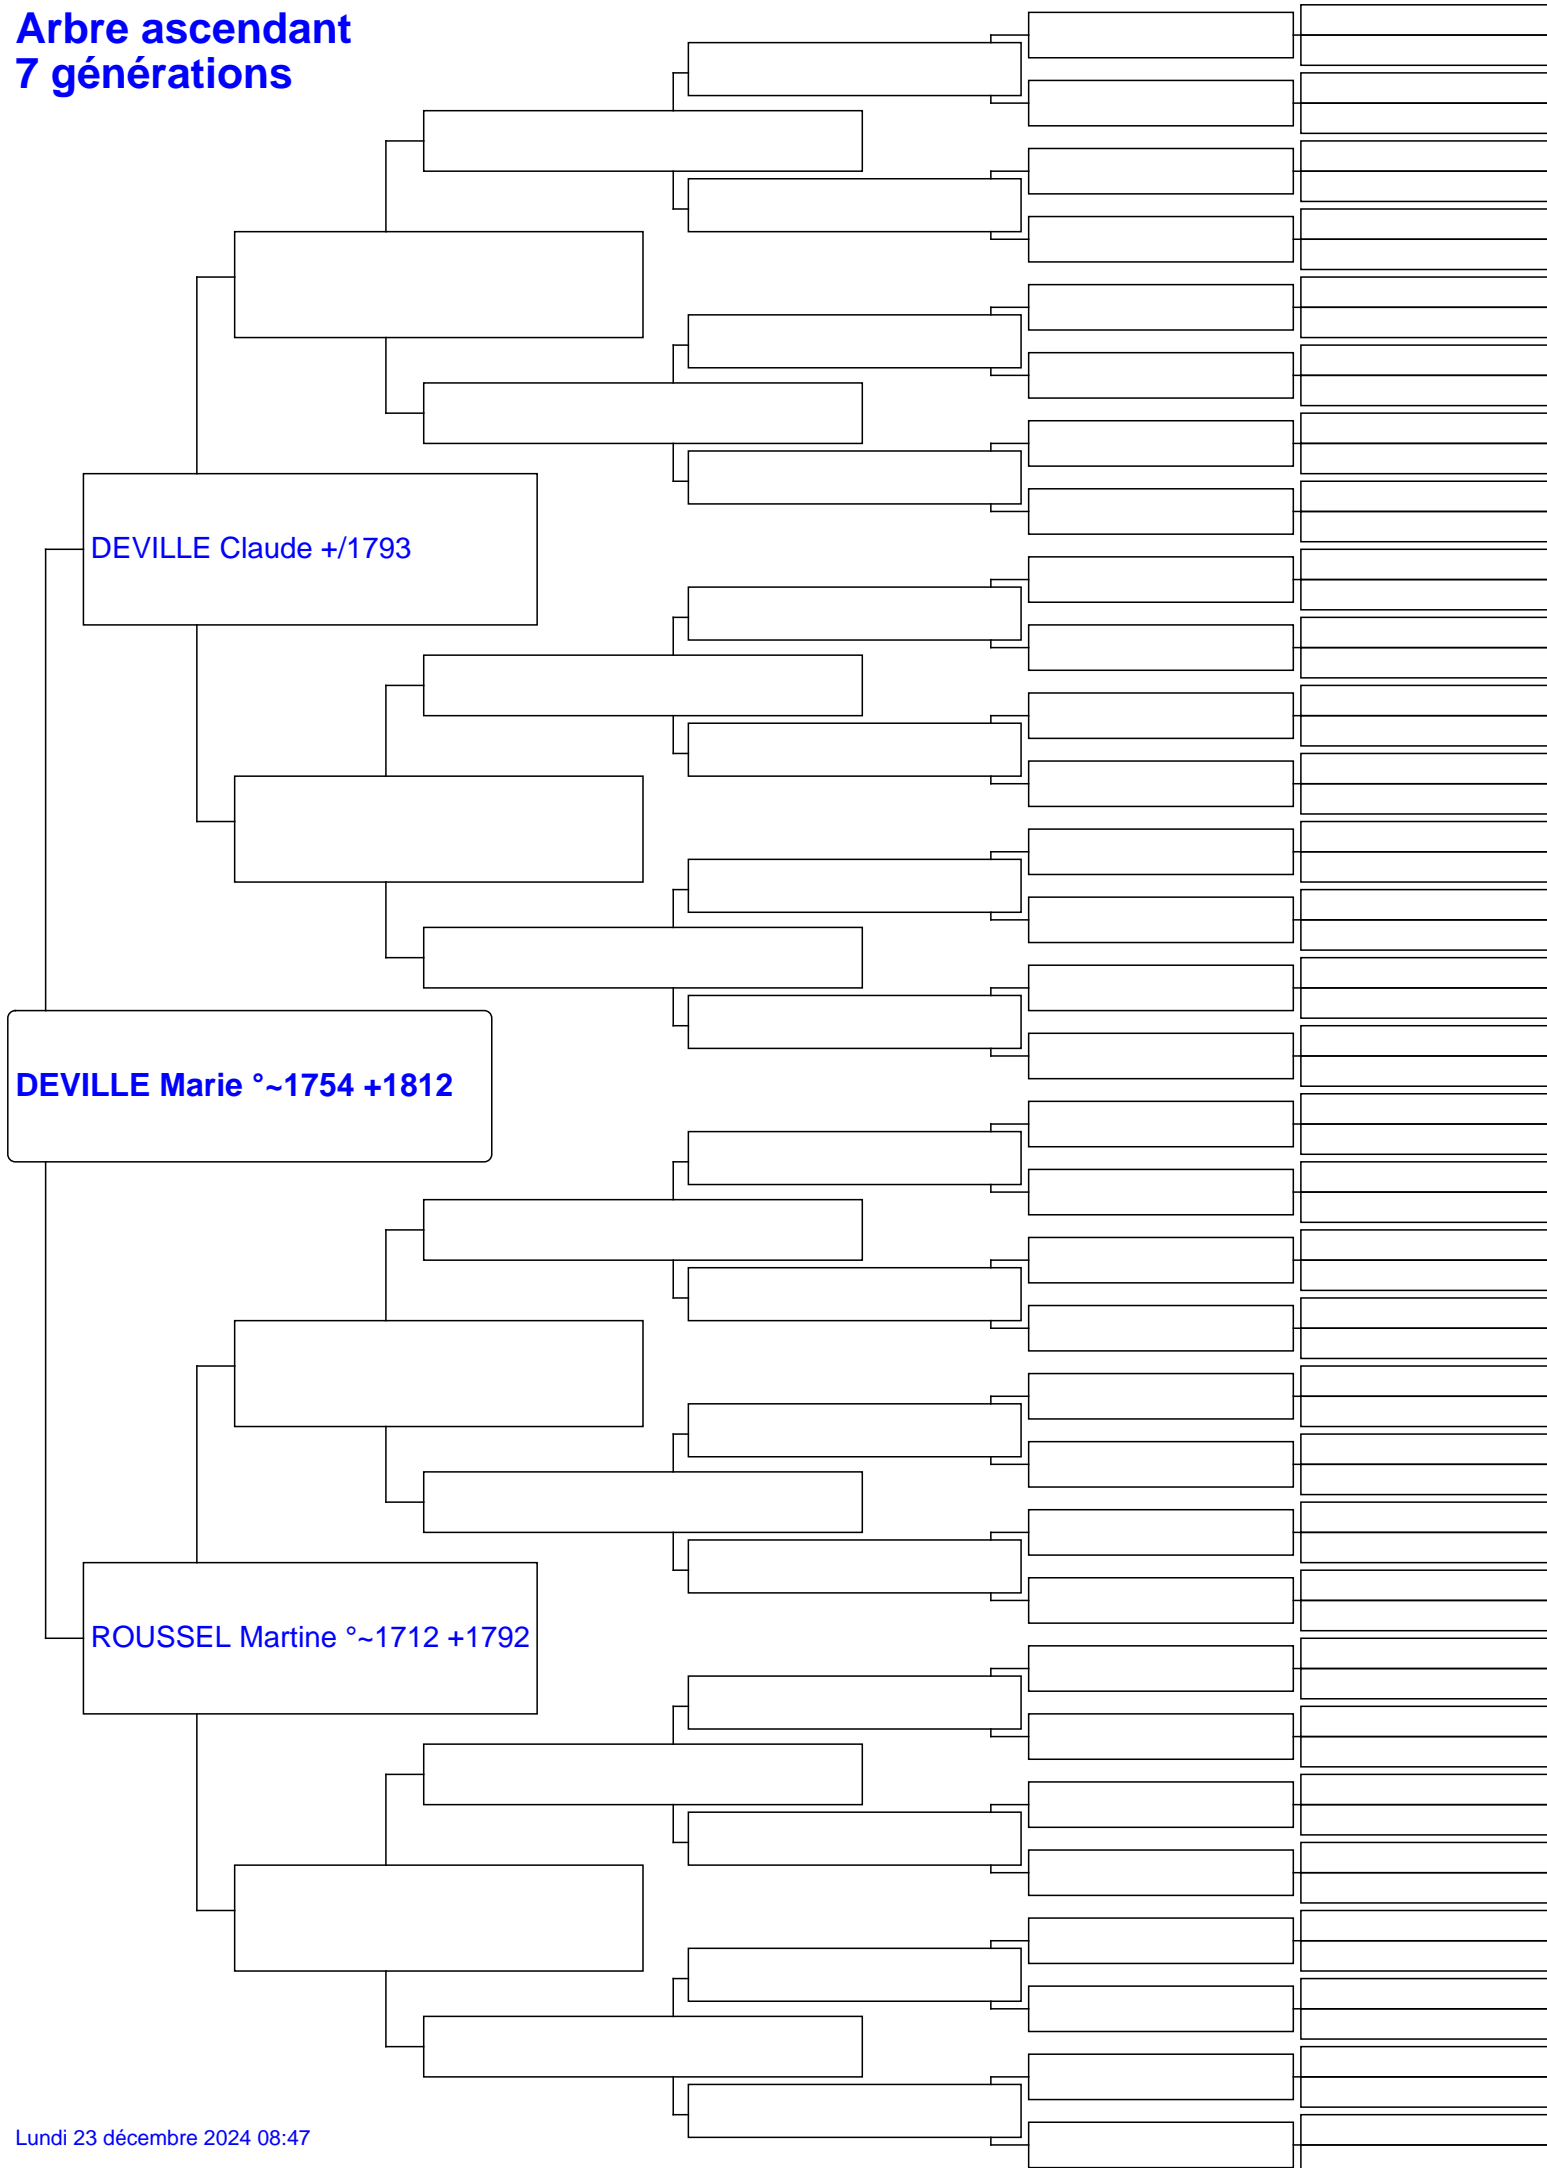 Arbre ascendant
7 générations
DEVILLE Claude +/1793
DEVILLE Marie °~1754 +1812
ROUSSEL Martine °~1712 +1792
Lundi 23 décembre 2024 08:47